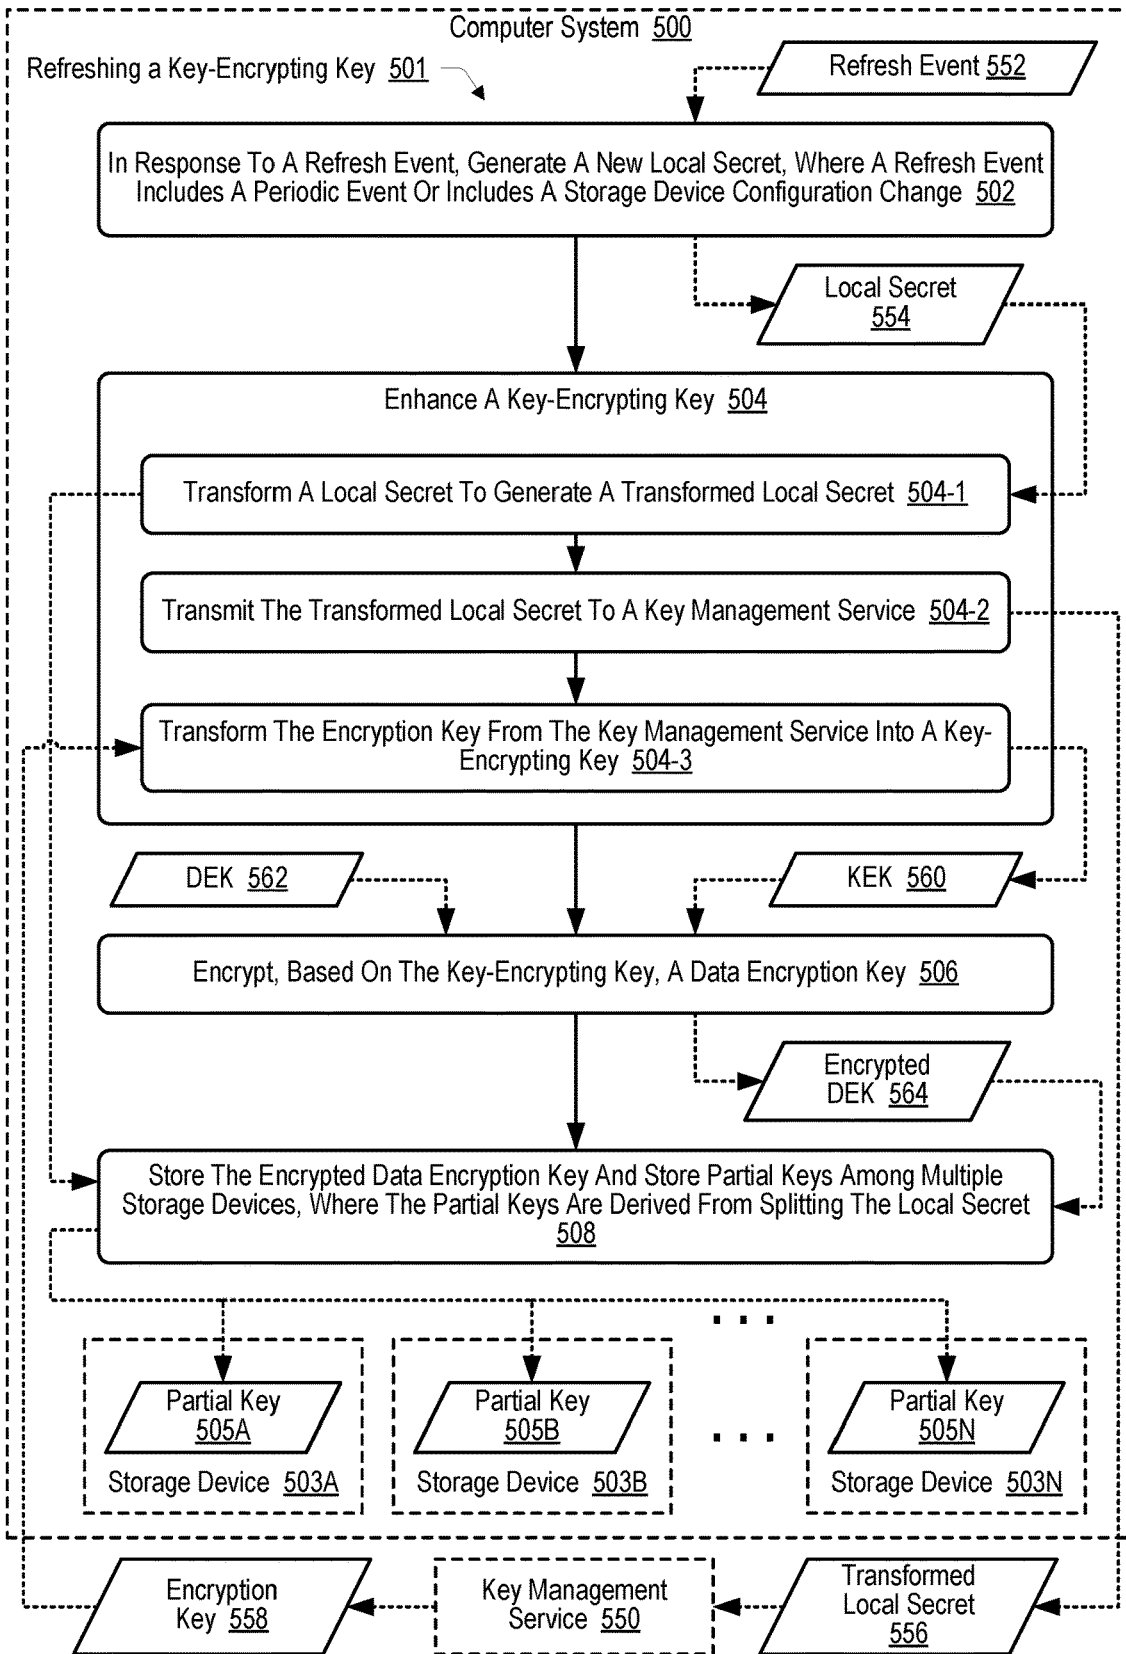 Computer System 500
Refreshing a Key-Encrypting Key 501
Refresh Event 552
In Response To A Refresh Event, Generate A New Local Secret, Where A Refresh Event
Includes A Periodic Event Or Includes A Storage Device Configuration Change 502
Local Secret
554
Enhance A Key-Encrypting Key 504
Transform A Local Secret To Generate A Transformed Local Secret 504-1
Transmit The Transformed Local Secret To A Key Management Service 504-2
Transform The Encryption Key From The Key Management Service Into A Key-
Encrypting Key 504-3
DEK 562
KEK 560
Encrypt, Based On The Key-Encrypting Key, A Data Encryption Key 506
Encrypted
DEK 564
Store The Encrypted Data Encryption Key And Store Partial Keys Among Multiple
Storage Devices, Where The Partial Keys Are Derived From Splitting The Local Secret
508
. . .
Partial Key
505A
Storage Device 503A
Partial Key
505B
Storage Device 503B
. . .
Partial Key
505N
Storage Device 503N
Encryption
Key 558
Key Management
Service 550
Transformed
Local Secret
556